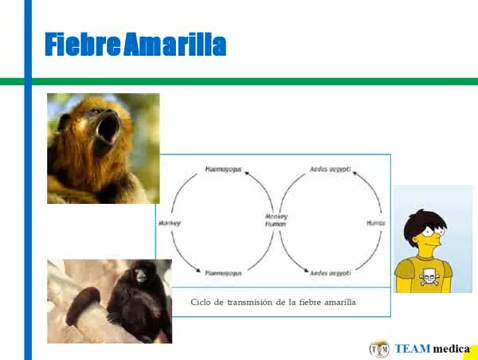 Fiebre Amarilla
Haemagogus
Aedes aegypti
Monkey
Monkey
Human
Human
Haemagogus
Aedes aegypti
Ciclo de transmisión de la fiebre amarilla
TEAM medica